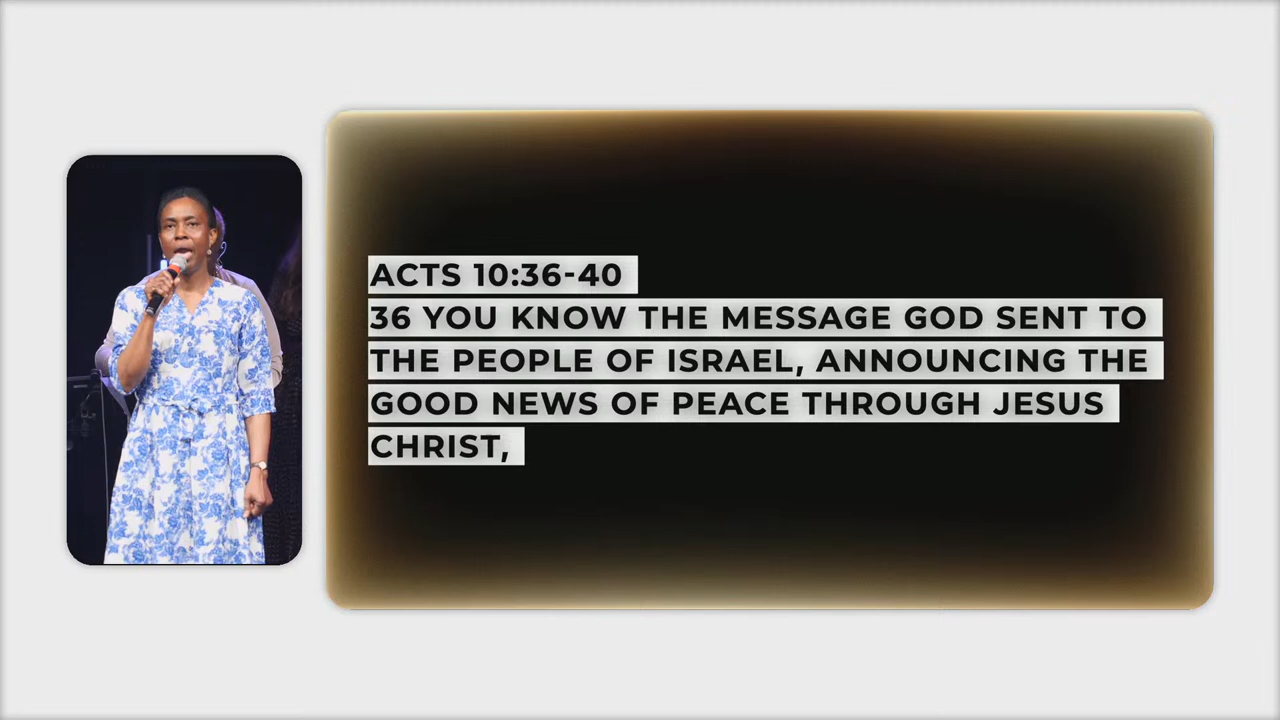 ACTS 10:36-40
36 YOU KNOW THE MESSAGE GOD SENT TO
THE PEOPLE OF ISRAEL, ANNOUNCING THE
GOOD NEWS OF PEACE THROUGH JESUS
CHRIST,